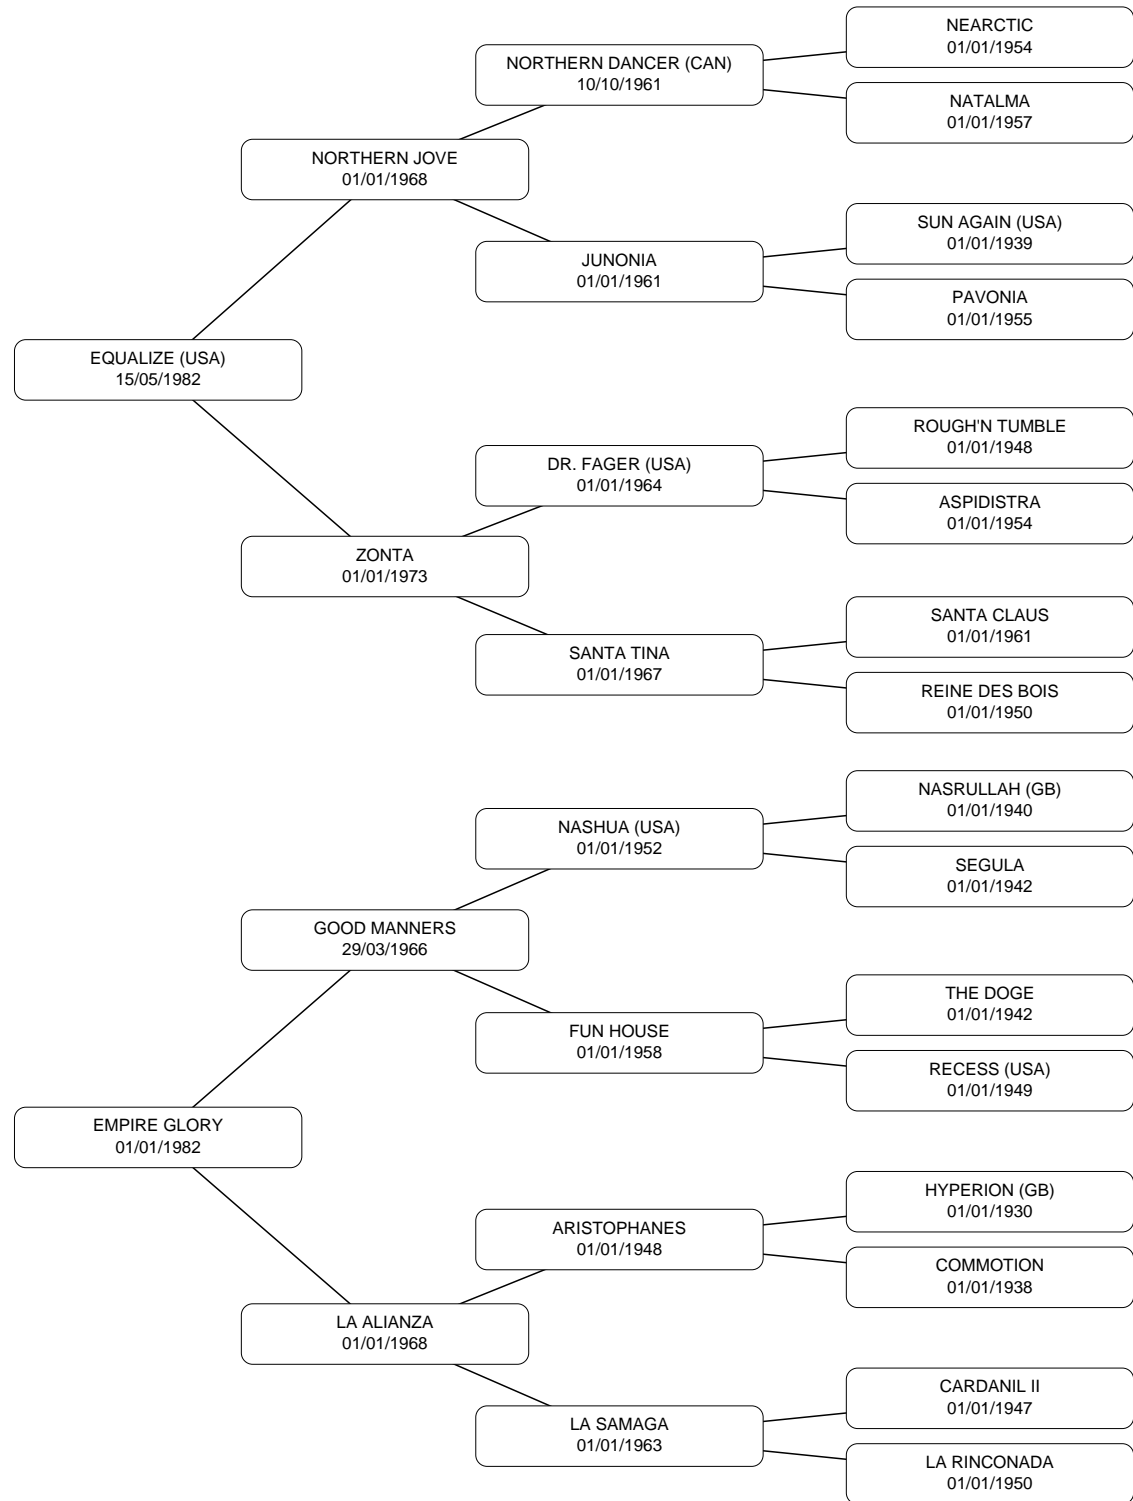 NEARCTIC
01/01/1954
NORTHERN DANCER (CAN)
10/10/1961
NATALMA
01/01/1957
NORTHERN JOVE
01/01/1968
SUN AGAIN (USA)
01/01/1939
JUNONIA
01/01/1961
PAVONIA
01/01/1955
EQUALIZE (USA)
15/05/1982
ROUGH'N TUMBLE
01/01/1948
DR. FAGER (USA)
01/01/1964
ASPIDISTRA
01/01/1954
ZONTA
01/01/1973
SANTA CLAUS
01/01/1961
SANTA TINA
01/01/1967
REINE DES BOIS
01/01/1950
NASRULLAH (GB)
01/01/1940
NASHUA (USA)
01/01/1952
SEGULA
01/01/1942
GOOD MANNERS
29/03/1966
THE DOGE
01/01/1942
FUN HOUSE
01/01/1958
RECESS (USA)
01/01/1949
EMPIRE GLORY
01/01/1982
HYPERION (GB)
01/01/1930
ARISTOPHANES
01/01/1948
COMMOTION
01/01/1938
LA ALIANZA
01/01/1968
CARDANIL II
01/01/1947
LA SAMAGA
01/01/1963
LA RINCONADA
01/01/1950